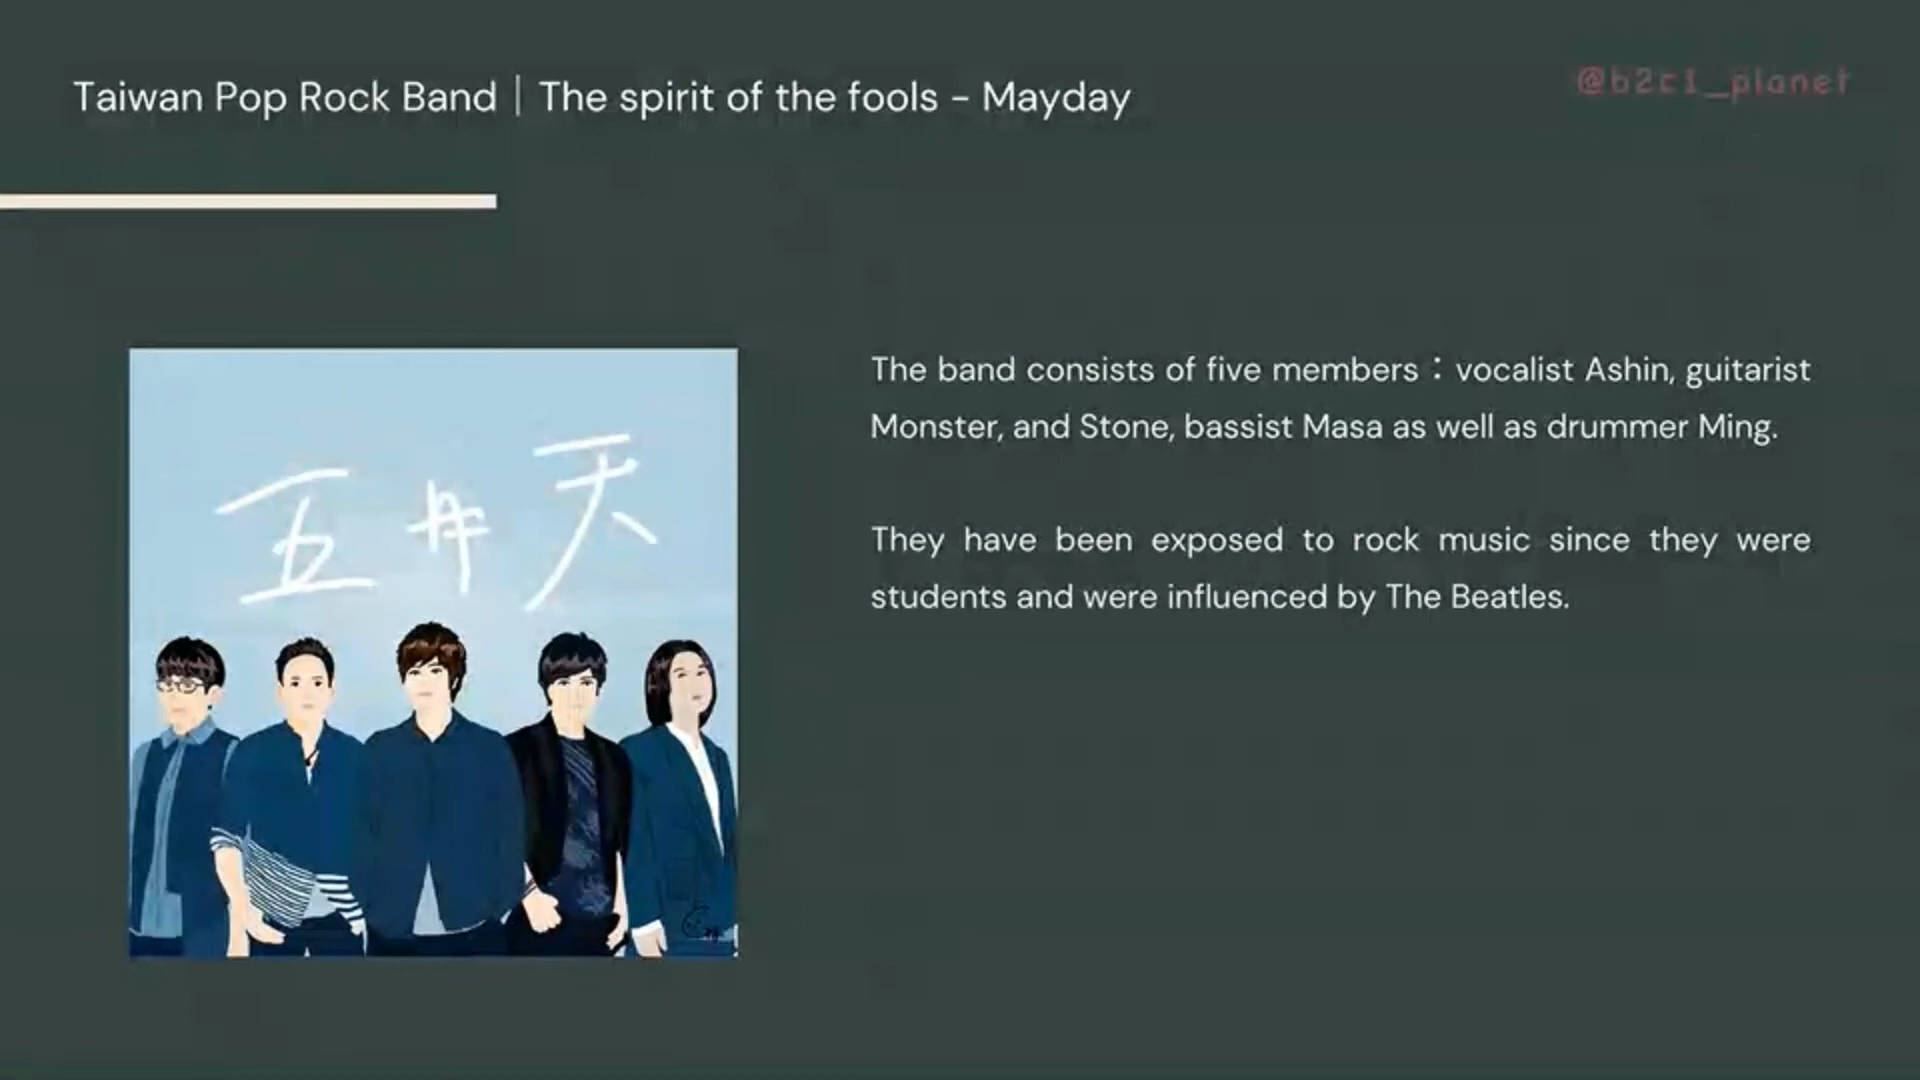 Taiwan Pop Rock Band | The spirit of the fools - Mayday
@b2c1_planet
五月天
The band consists of five members：vocalist Ashin, guitarist
Monster, and Stone, bassist Masa as well as drummer Ming.
They have been exposed to rock music since they were
students and were influenced by The Beatles.